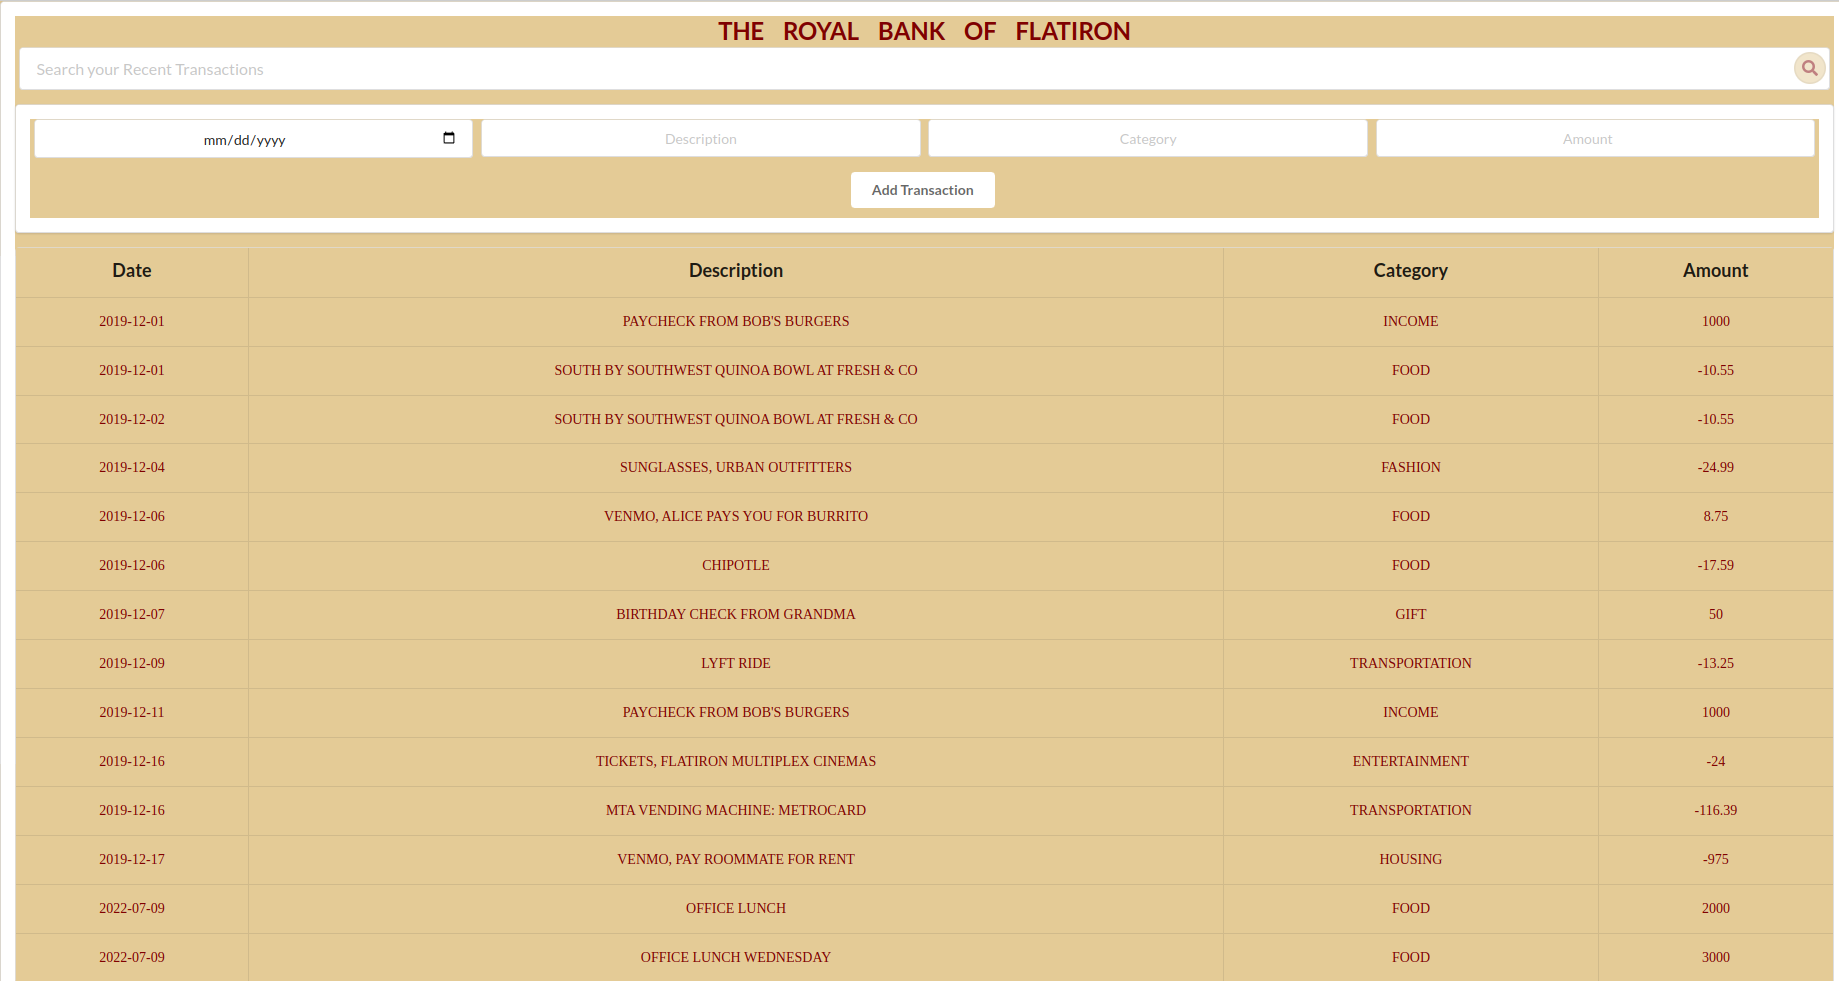 THE ROYAL BANK OF FLATIRON
Search your Recent Transactions
mm/dd/yyyy Description Category Amount
Add Transaction
Date Description Category Amount
2019-12-01 PAYCHECK FROM BOB'S BURGERS INCOME 1000
2019-12-01 SOUTH BY SOUTHWEST QUINOA BOWL AT FRESH & CO FOOD -10.55
2019-12-02 SOUTH BY SOUTHWEST QUINOA BOWL AT FRESH & CO FOOD -10.55
2019-12-04 SUNGLASSES, URBAN OUTFITTERS FASHION -24.99
2019-12-06 VENMO, ALICE PAYS YOU FOR BURRITO FOOD 8.75
2019-12-06 CHIPOTLE FOOD -17.59
2019-12-07 BIRTHDAY CHECK FROM GRANDMA GIFT 50
2019-12-09 LYFT RIDE TRANSPORTATION -13.25
2019-12-11 PAYCHECK FROM BOB'S BURGERS INCOME 1000
2019-12-16 TICKETS, FLATIRON MULTIPLEX CINEMAS ENTERTAINMENT -24
2019-12-16 MTA VENDING MACHINE: METROCARD TRANSPORTATION -116.39
2019-12-17 VENMO, PAY ROOMMATE FOR RENT HOUSING -975
2022-07-09 OFFICE LUNCH FOOD 2000
2022-07-09 OFFICE LUNCH WEDNESDAY FOOD 3000